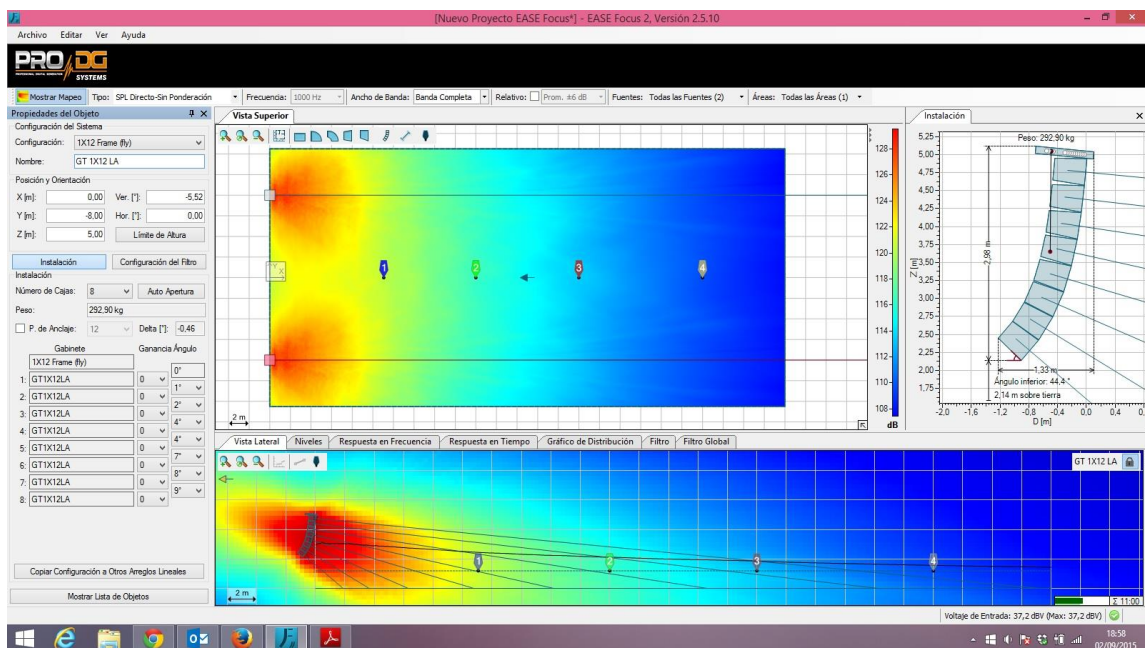 [Nuevo Proyecto EASE Focus*] - EASE Focus 2, Versión 2.5.10
Archivo Editar Ver Ayuda
PRO DG
SYSTEMS
Mostrar Mapeo Tipo: SPL Directo-Sin Ponderación Frecuencia: 1000 Hz Ancho de Banda: Banda Completa Relativo: Prom. ±6 dB Fuentes: Todas las Fuentes (2) Áreas: Todas las Áreas (1)
Propiedades del Objeto
Configuración del Sistema
Configuración: 1X12 Frame (fly)
Nombre: GT 1X12 LA
Posición y Orientación
X [m]: 0,00 Ver. [°]: -5,52
Y [m]: -8,00 Hor. [°]: 0,00
Z [m]: 5,00 Límite de Altura
Instalación Configuración del Filtro
Instalación
Número de Cajas: 8 Auto Apertura
Peso: 292,90 kg
P. de Anclaje: 12 Delta [°]: -0,46
Gabinete Ganancia Ángulo
1X12 Frame (fly) 0°
1: GT1X12LA 0 1°
2: GT1X12LA 0 2°
3: GT1X12LA 0 4°
4: GT1X12LA 0 4°
5: GT1X12LA 0 7°
6: GT1X12LA 0 8°
7: GT1X12LA 0 9°
8: GT1X12LA 0
Copiar Configuración a Otros Arreglos Lineales
Mostrar Lista de Objetos
Vista Superior
Y X
1 2 3 4
2 m
128
126
124
122
120
118
116
114
112
110
108
dB
Instalación
Peso: 292,90 kg
5,25
5,00
4,75
4,50
4,25
4,00
3,75
3,50
3,25
3,00
2,75
2,50
2,25
2,00
1,75
Z [m]
2,98 m
1,33 m
Ángulo inferior: 44,4 °
2,14 m sobre tierra
-2,0 -1,6 -1,2 -0,8 -0,4 0,0 0,4
D [m]
Vista Lateral Niveles Respuesta en Frecuencia Respuesta en Tiempo Gráfico de Distribución Filtro Filtro Global
GT 1X12 LA
1 2 3 4
2 m
Σ 11:00
Voltaje de Entrada: 37,2 dBV (Max: 37,2 dBV)
18:58
02/09/2015